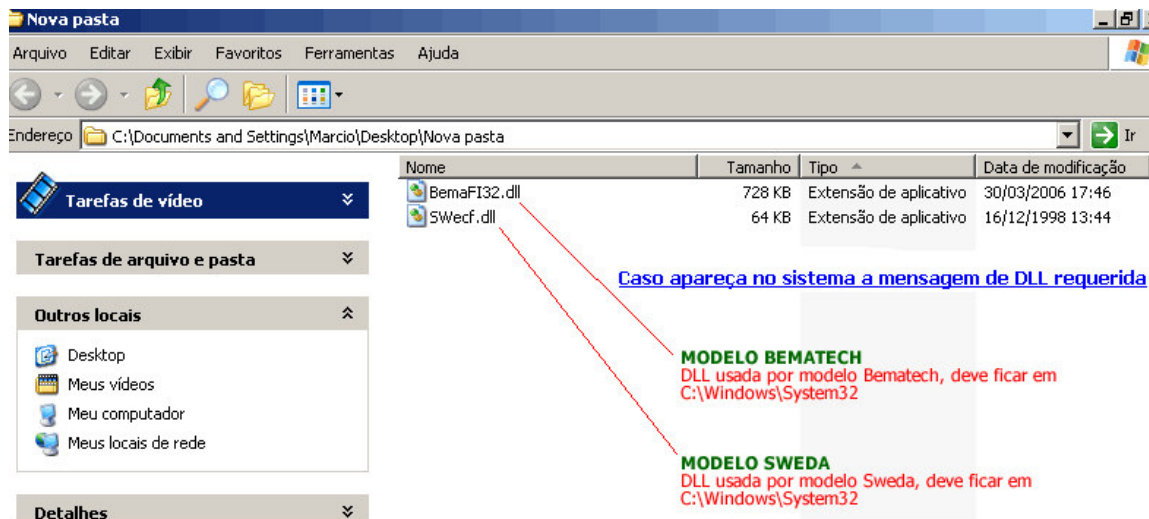 Nova pasta
Arquivo Editar Exibir Favoritos Ferramentas Ajuda
Endereço C:\Documents and Settings\Marcio\Desktop\Nova pasta Ir
Nome Tamanho Tipo Data de modificação
BemaFI32.dll 728 KB Extensão de aplicativo 30/03/2006 17:46
SWecf.dll 64 KB Extensão de aplicativo 16/12/1998 13:44
Tarefas de vídeo
Tarefas de arquivo e pasta
Outros locais
Desktop
Meus vídeos
Meu computador
Meus locais de rede
Detalhes
Caso apareça no sistema a mensagem de DLL requerida
MODELO BEMATECH
DLL usada por modelo Bematech, deve ficar em
C:\Windows\System32
MODELO SWEDA
DLL usada por modelo Sweda, deve ficar em
C:\Windows\System32